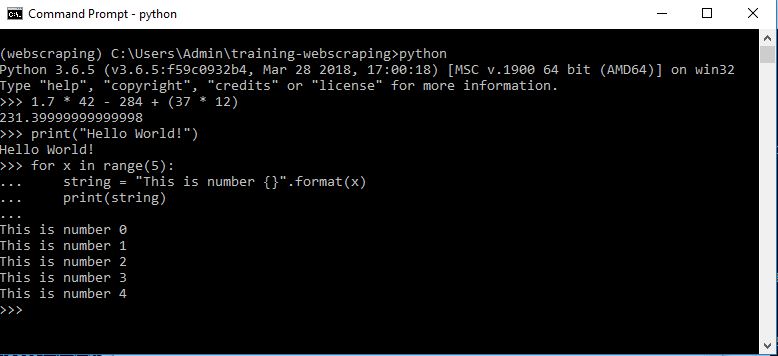 Command Prompt - python
(webscraping) C:\Users\Admin\training-webscraping>python
Python 3.6.5 (v3.6.5:f59c0932b4, Mar 28 2018, 17:00:18) [MSC v.1900 64 bit (AMD64)] on win32
Type "help", "copyright", "credits" or "license" for more information.
>>> 1.7 * 42 - 284 + (37 * 12)
231.39999999999998
>>> print("Hello World!")
Hello World!
>>> for x in range(5):
...     string = "This is number {}".format(x)
...     print(string)
...
This is number 0
This is number 1
This is number 2
This is number 3
This is number 4
>>>